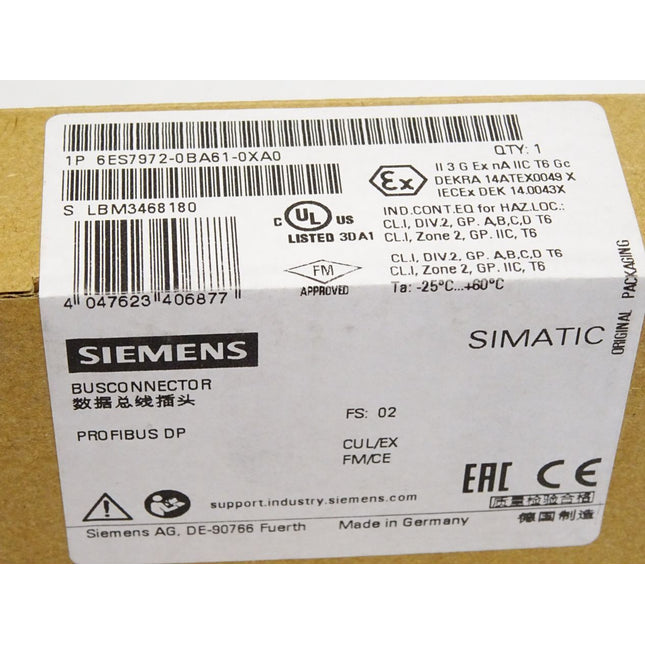 1P 6ES7972-0BA61-0XA0
QTY: 1
S LBM3468180
Ex
II 3 G Ex nA IIC T6 Gc
DEKRA 14ATEX0049 X
IECEx DEK 14.0043X
C UL US
LISTED 3DA1
IND.CONT.EQ for HAZ.LOC.:
CL.I, DIV.2, GP. A,B,C,D T6
CL.I, Zone 2, GP. IIC, T6
FM
APPROVED
CL.I, DIV.2, GP. A,B,C,D T6
CL.I, Zone 2, GP. IIC, T6
Ta: -25°C...+60°C
4 047623 406877
ORIGINAL PACKAGING
SIEMENS
SIMATIC
BUSCONNECTOR
数据总线插头
PROFIBUS DP
FS: 02
CUL/EX
FM/CE
EAC CE
support.industry.siemens.com
质量检验合格
Siemens AG, DE-90766 Fuerth
Made in Germany
德国制造